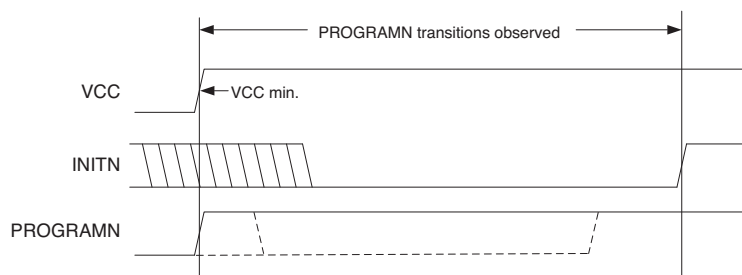 PROGRAMN transitions observed
VCC
VCC min.
INITN
PROGRAMN